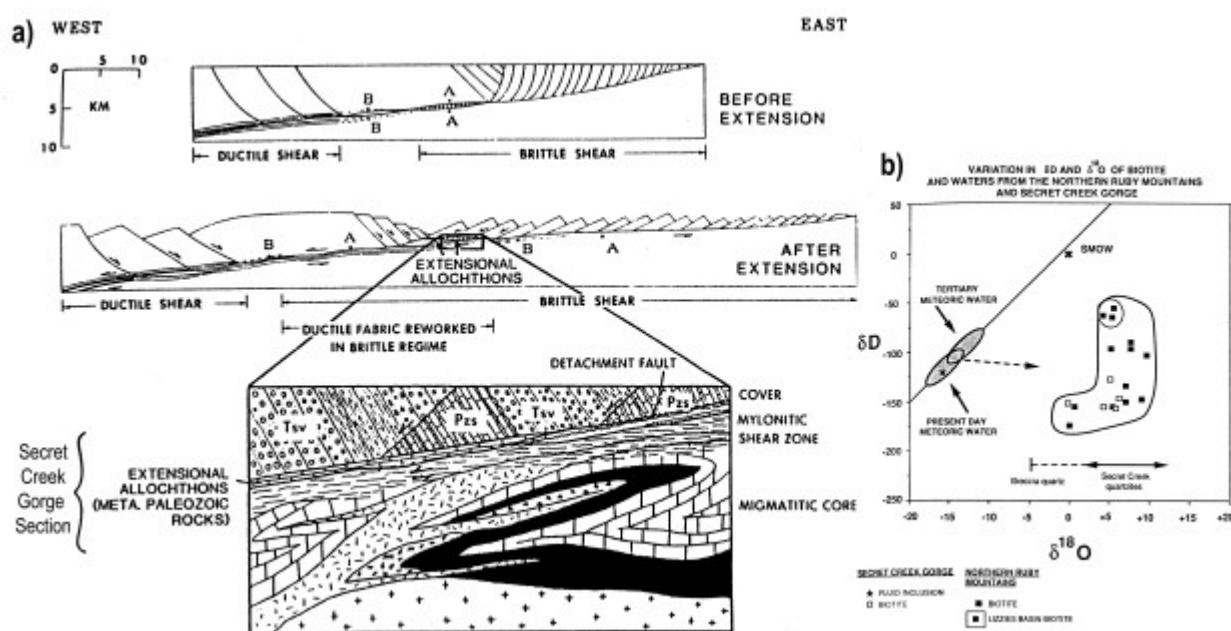 a) WEST
EAST
5 10
KM
0
5
10
B
A
B
A
BEFORE
EXTENSION
DUCTILE SHEAR
BRITTLE SHEAR
B
A
B
A
EXTENSIONAL
ALLOCHTHONS
AFTER
EXTENSION
DUCTILE SHEAR
BRITTLE SHEAR
DUCTILE FABRIC REWORKED
IN BRITTLE REGIME
DETACHMENT FAULT
Tsv
Pzs
Tsv
Pzs
COVER
MYLONITIC
SHEAR ZONE
MIGMATITIC CORE
Secret
Creek
Gorge
Section
EXTENSIONAL
ALLOCHTHONS
(META. PALEOZOIC
ROCKS)
b)
VARIATION IN δD AND δ18O OF BIOTITE
AND WATERS FROM THE NORTHERN RUBY MOUNTAINS
AND SECRET CREEK GORGE
50
0
-50
-100
-150
-200
-250
δD
SMOW
TERTIARY
METEORIC WATER
PRESENT DAY
METEORIC WATER
Breccia quartz
Secret Creek
quartzites
-20 -15 -10 -5 0 +5 +10 +15 +20
δ18O
SECRET CREEK GORGE
FLUID INCLUSION
BIOTITE
NORTHERN RUBY
MOUNTAINS
BIOTITE
LIZZIES BASIN BIOTITE